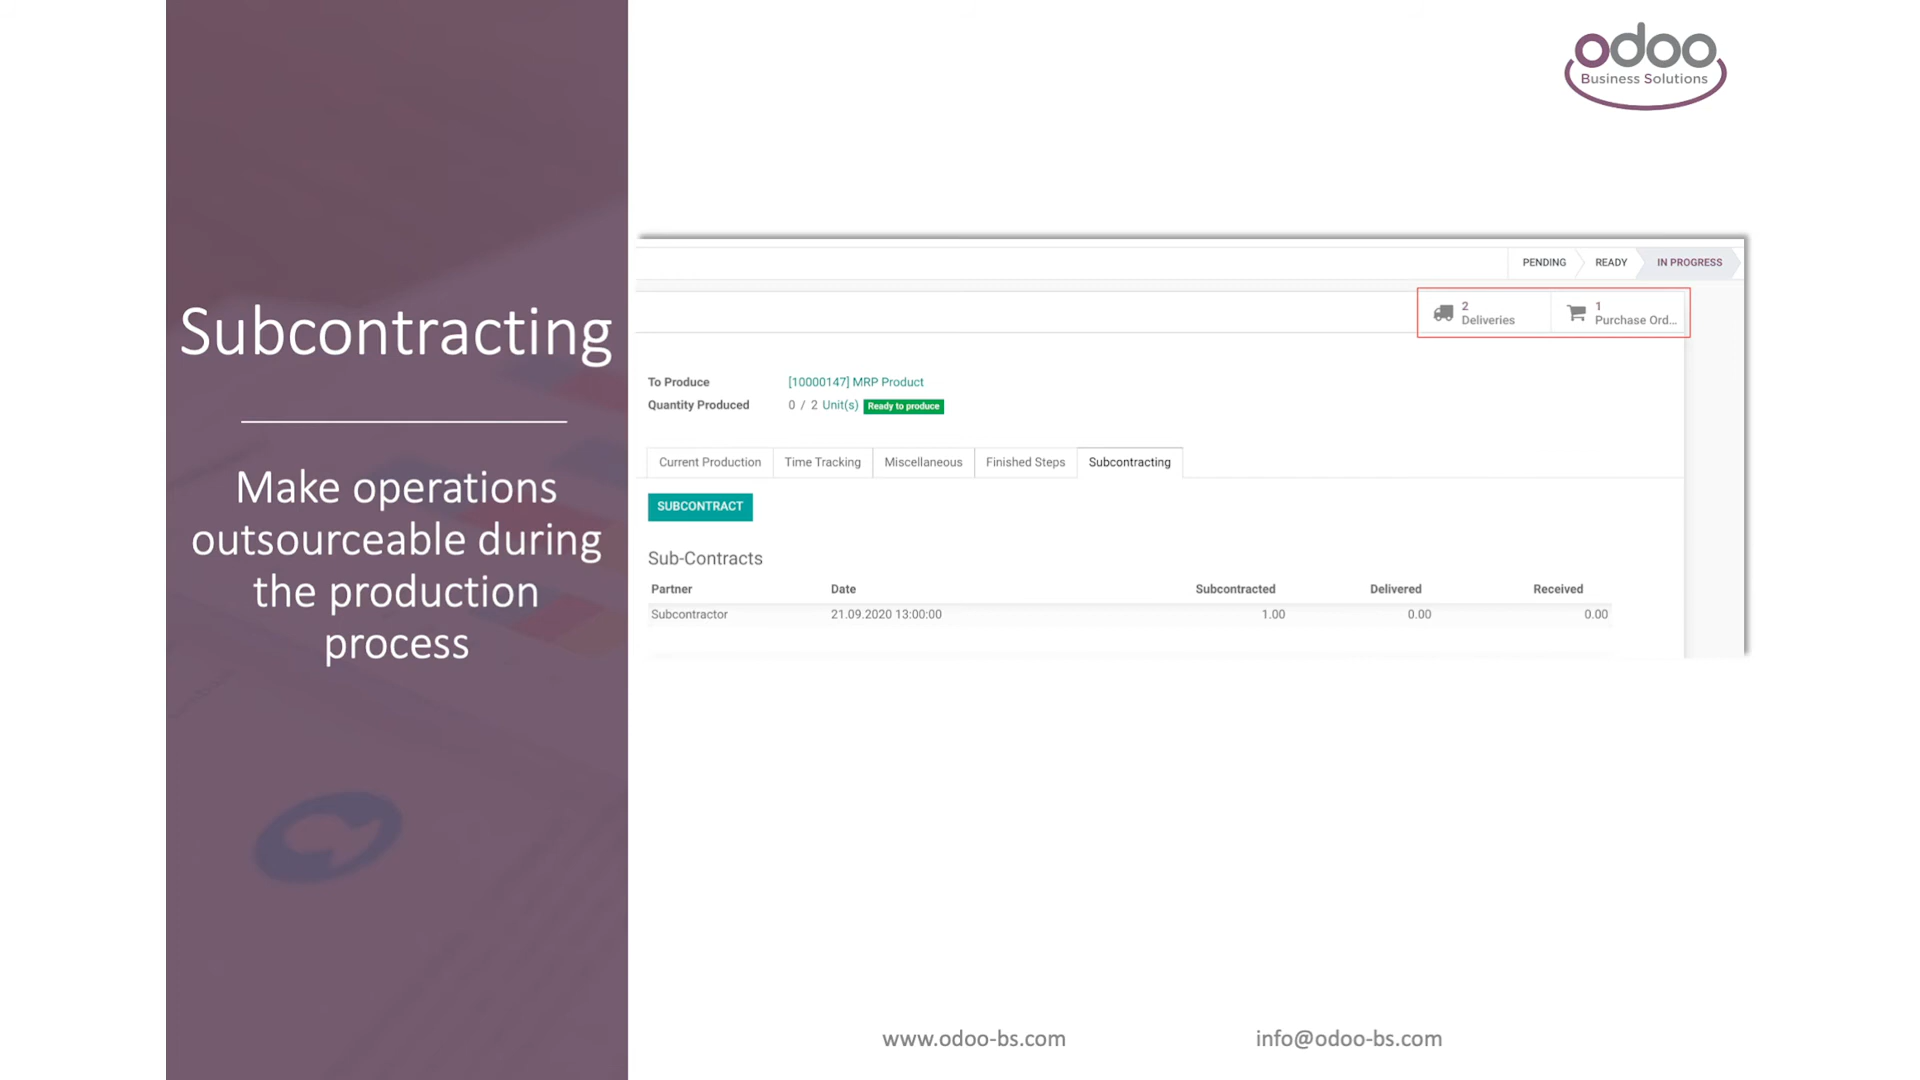 Subcontracting
Make operations
outsourceable during
the production
process
odoo
Business Solutions
PENDING READY IN PROGRESS
2
Deliveries
1
Purchase Ord...
To Produce [10000147] MRP Product
Quantity Produced 0 / 2 Unit(s) Ready to produce
Current Production Time Tracking Miscellaneous Finished Steps Subcontracting
SUBCONTRACT
Sub-Contracts
Partner Date Subcontracted Delivered Received
Subcontractor 21.09.2020 13:00:00 1.00 0.00 0.00
www.odoo-bs.com info@odoo-bs.com